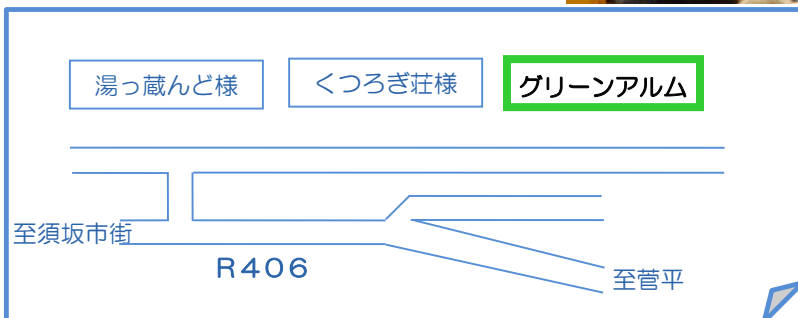 湯っ蔵んど様
くつろぎ荘様
グリーンアルム
至須坂市街
R406
至菅平